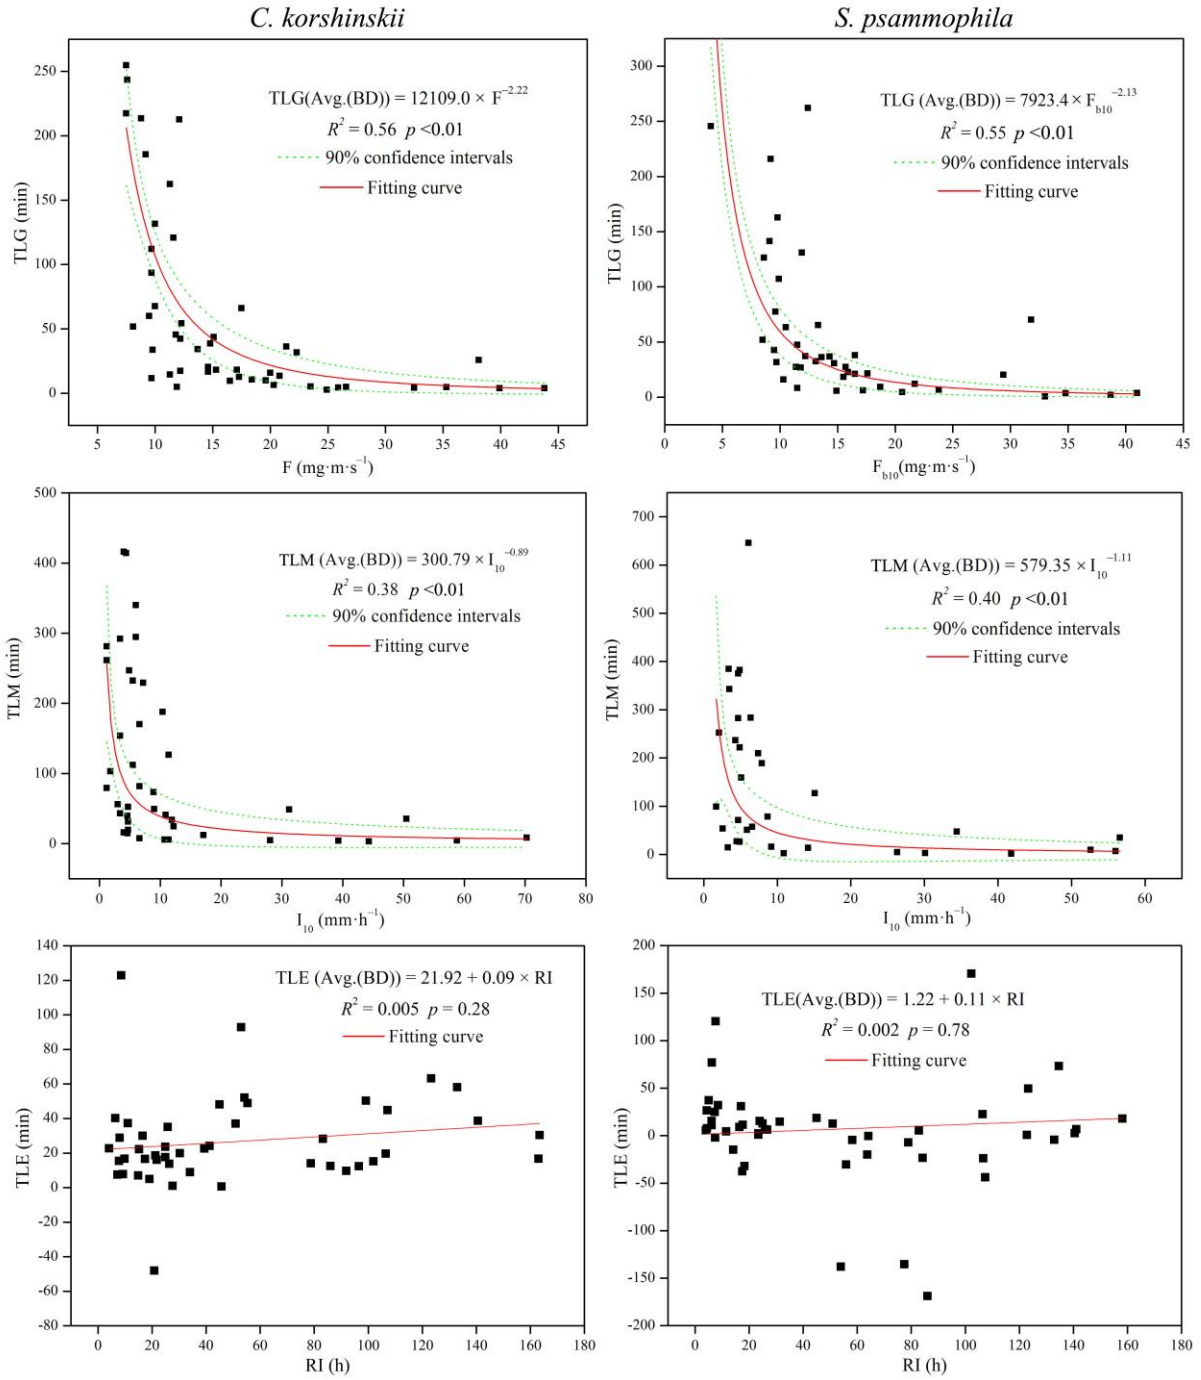 C. korshinskii
S. psammophila
TLG (min)
250
200
150
100
50
0
TLG(Avg.(BD)) = 12109.0 × F⁻²·²²
R² = 0.56 p <0.01
90% confidence intervals
Fitting curve
5 10 15 20 25 30 35 40 45
F (mg·m·s⁻¹)
TLG (min)
300
250
200
150
100
50
0
TLG (Avg.(BD)) = 7923.4 × F_b10⁻²·¹³
R² = 0.55 p <0.01
90% confidence intervals
Fitting curve
0 5 10 15 20 25 30 35 40 45
F_b10(mg·m·s⁻¹)
TLM (min)
500
400
300
200
100
0
TLM (Avg.(BD)) = 300.79 × I₁₀⁻⁰·⁸⁹
R² = 0.38 p <0.01
90% confidence intervals
Fitting curve
0 10 20 30 40 50 60 70 80
I₁₀ (mm·h⁻¹)
TLM (min)
700
600
500
400
300
200
100
0
TLM (Avg.(BD)) = 579.35 × I₁₀⁻¹·¹¹
R² = 0.40 p <0.01
90% confidence intervals
Fitting curve
0 10 20 30 40 50 60
I₁₀ (mm·h⁻¹)
TLE (min)
140
120
100
80
60
40
20
0
-20
-40
-60
-80
TLE (Avg.(BD)) = 21.92 + 0.09 × RI
R² = 0.005 p = 0.28
Fitting curve
0 20 40 60 80 100 120 140 160 180
RI (h)
TLE (min)
200
150
100
50
0
-50
-100
-150
-200
TLE(Avg.(BD)) = 1.22 + 0.11 × RI
R² = 0.002 p = 0.78
Fitting curve
0 20 40 60 80 100 120 140 160 180
RI (h)